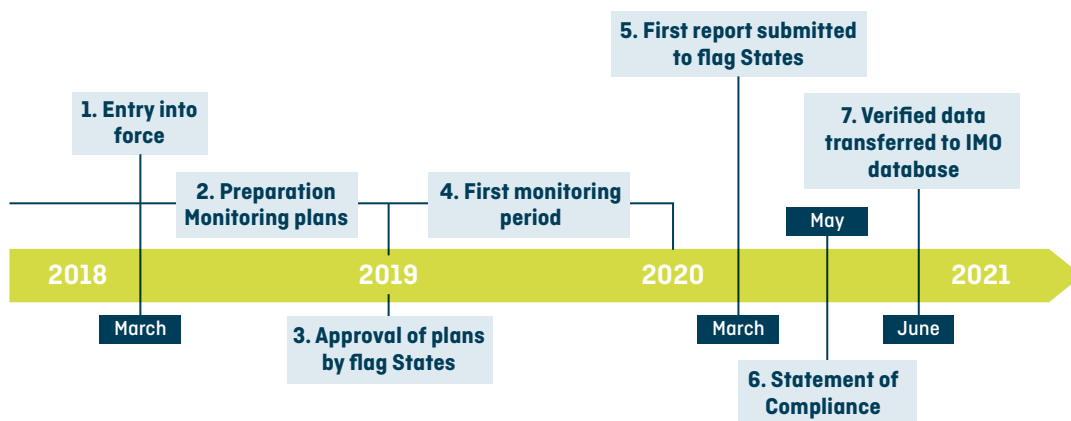 5. First report submitted
to flag States
1. Entry into
force
7. Verified data
transferred to IMO
database
2. Preparation
Monitoring plans
4. First monitoring
period
May
2018
2019
2020
2021
March
3. Approval of plans
by flag States
March
June
6. Statement of
Compliance